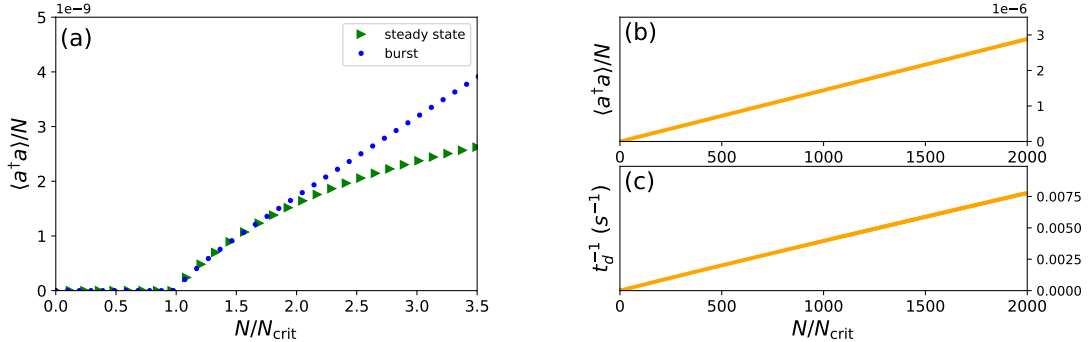 1e−9
(a)
steady state
burst
⟨a†a⟩/N
5
4
3
2
1
0
0.0 0.5 1.0 1.5 2.0 2.5 3.0 3.5
N/Ncrit
1e−6
(b)
⟨a†a⟩/N
3
2
1
0
0 500 1000 1500 2000
(c)
t_d^{-1} (s^{-1})
0.0075
0.0050
0.0025
0.0000
0 500 1000 1500 2000
N/Ncrit